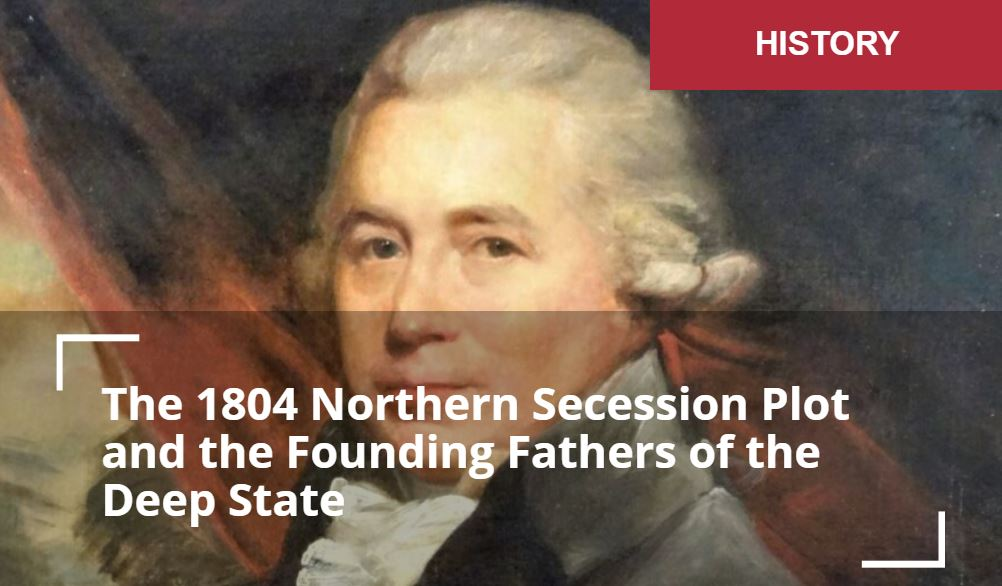 HISTORY
The 1804 Northern Secession Plot
and the Founding Fathers of the
Deep State